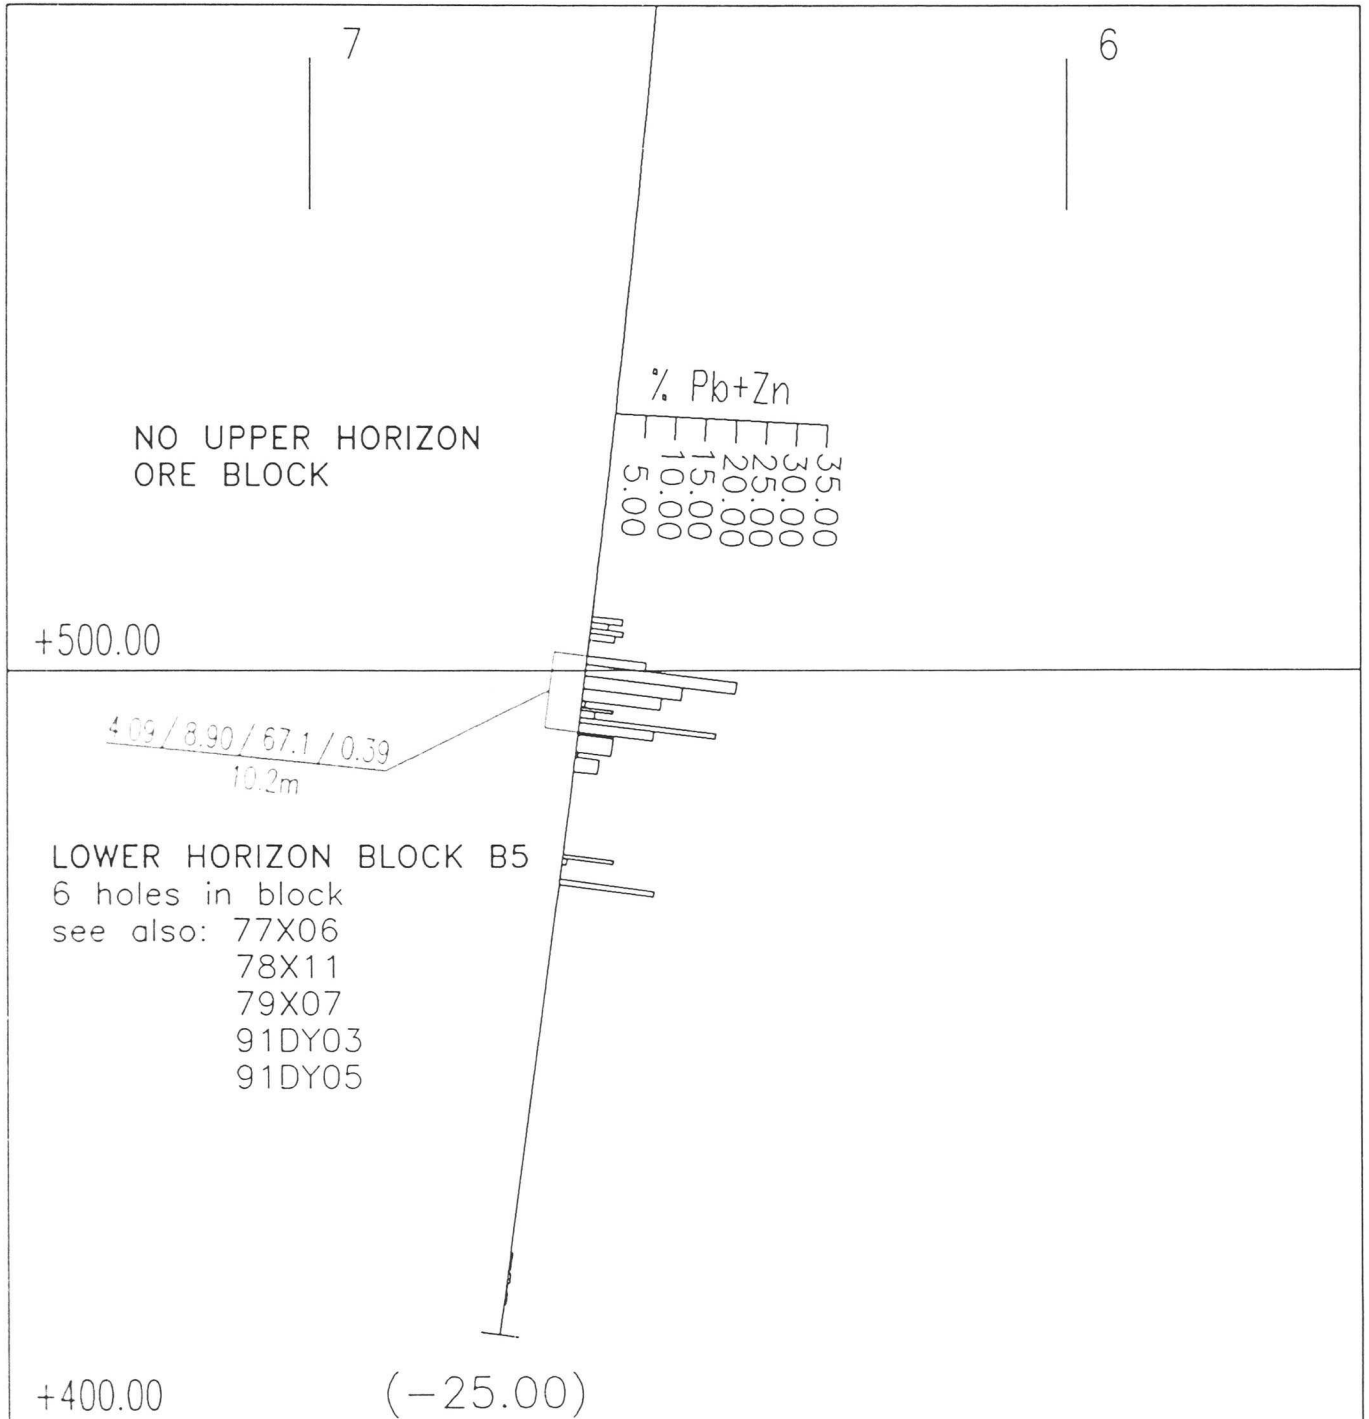 7
6
% Pb+Zn
5.00
10.00
15.00
20.00
25.00
30.00
35.00
NO UPPER HORIZON
ORE BLOCK
+500.00
4.09 / 8.90 / 67.1 / 0.39
10.2m
LOWER HORIZON BLOCK B5
6 holes in block
see also: 77X06
78X11
79X07
91DY03
91DY05
+400.00
(-25.00)